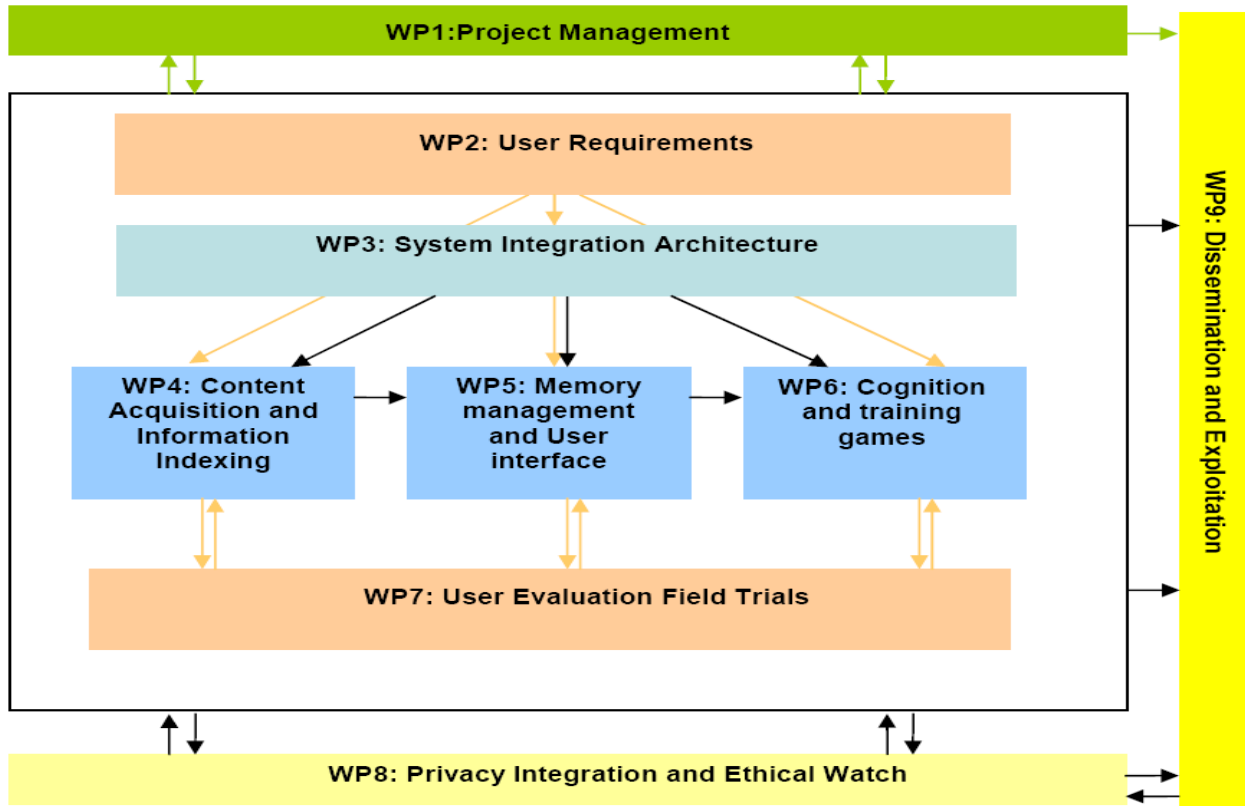 WP1:Project Management
WP2: User Requirements
WP3: System Integration Architecture
WP4: Content
Acquisition and
Information
Indexing
WP5: Memory
management
and User
interface
WP6: Cognition
and training
games
WP7: User Evaluation Field Trials
WP8: Privacy Integration and Ethical Watch
WP9: Dissemination and Exploitation